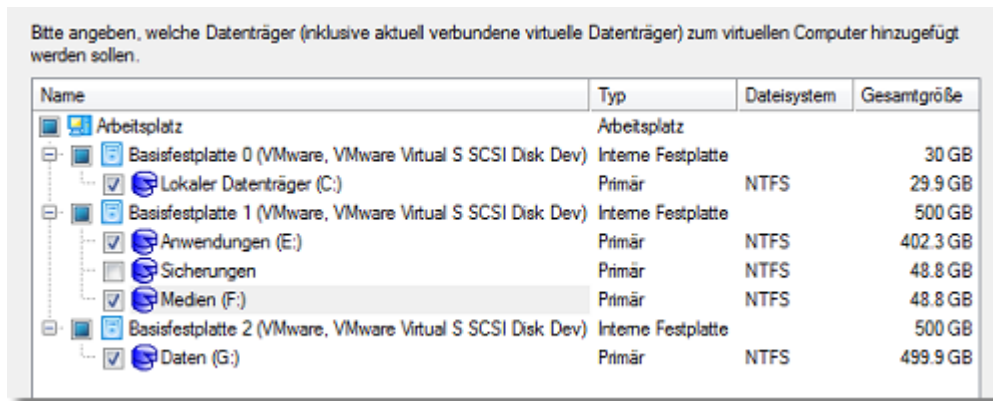 Bitte angeben, welche Datenträger (inklusive aktuell verbundene virtuelle Datenträger) zum virtuellen Computer hinzugefügt
werden sollen.
Name Typ Dateisystem Gesamtgröße
Arbeitsplatz Arbeitsplatz
Basisfestplatte 0 (VMware, VMware Virtual S SCSI Disk Dev) Interne Festplatte 30 GB
Lokaler Datenträger (C:) Primär NTFS 29.9 GB
Basisfestplatte 1 (VMware, VMware Virtual S SCSI Disk Dev) Interne Festplatte 500 GB
Anwendungen (E:) Primär NTFS 402.3 GB
Sicherungen Primär NTFS 48.8 GB
Medien (F:) Primär NTFS 48.8 GB
Basisfestplatte 2 (VMware, VMware Virtual S SCSI Disk Dev) Interne Festplatte 500 GB
Daten (G:) Primär NTFS 499.9 GB